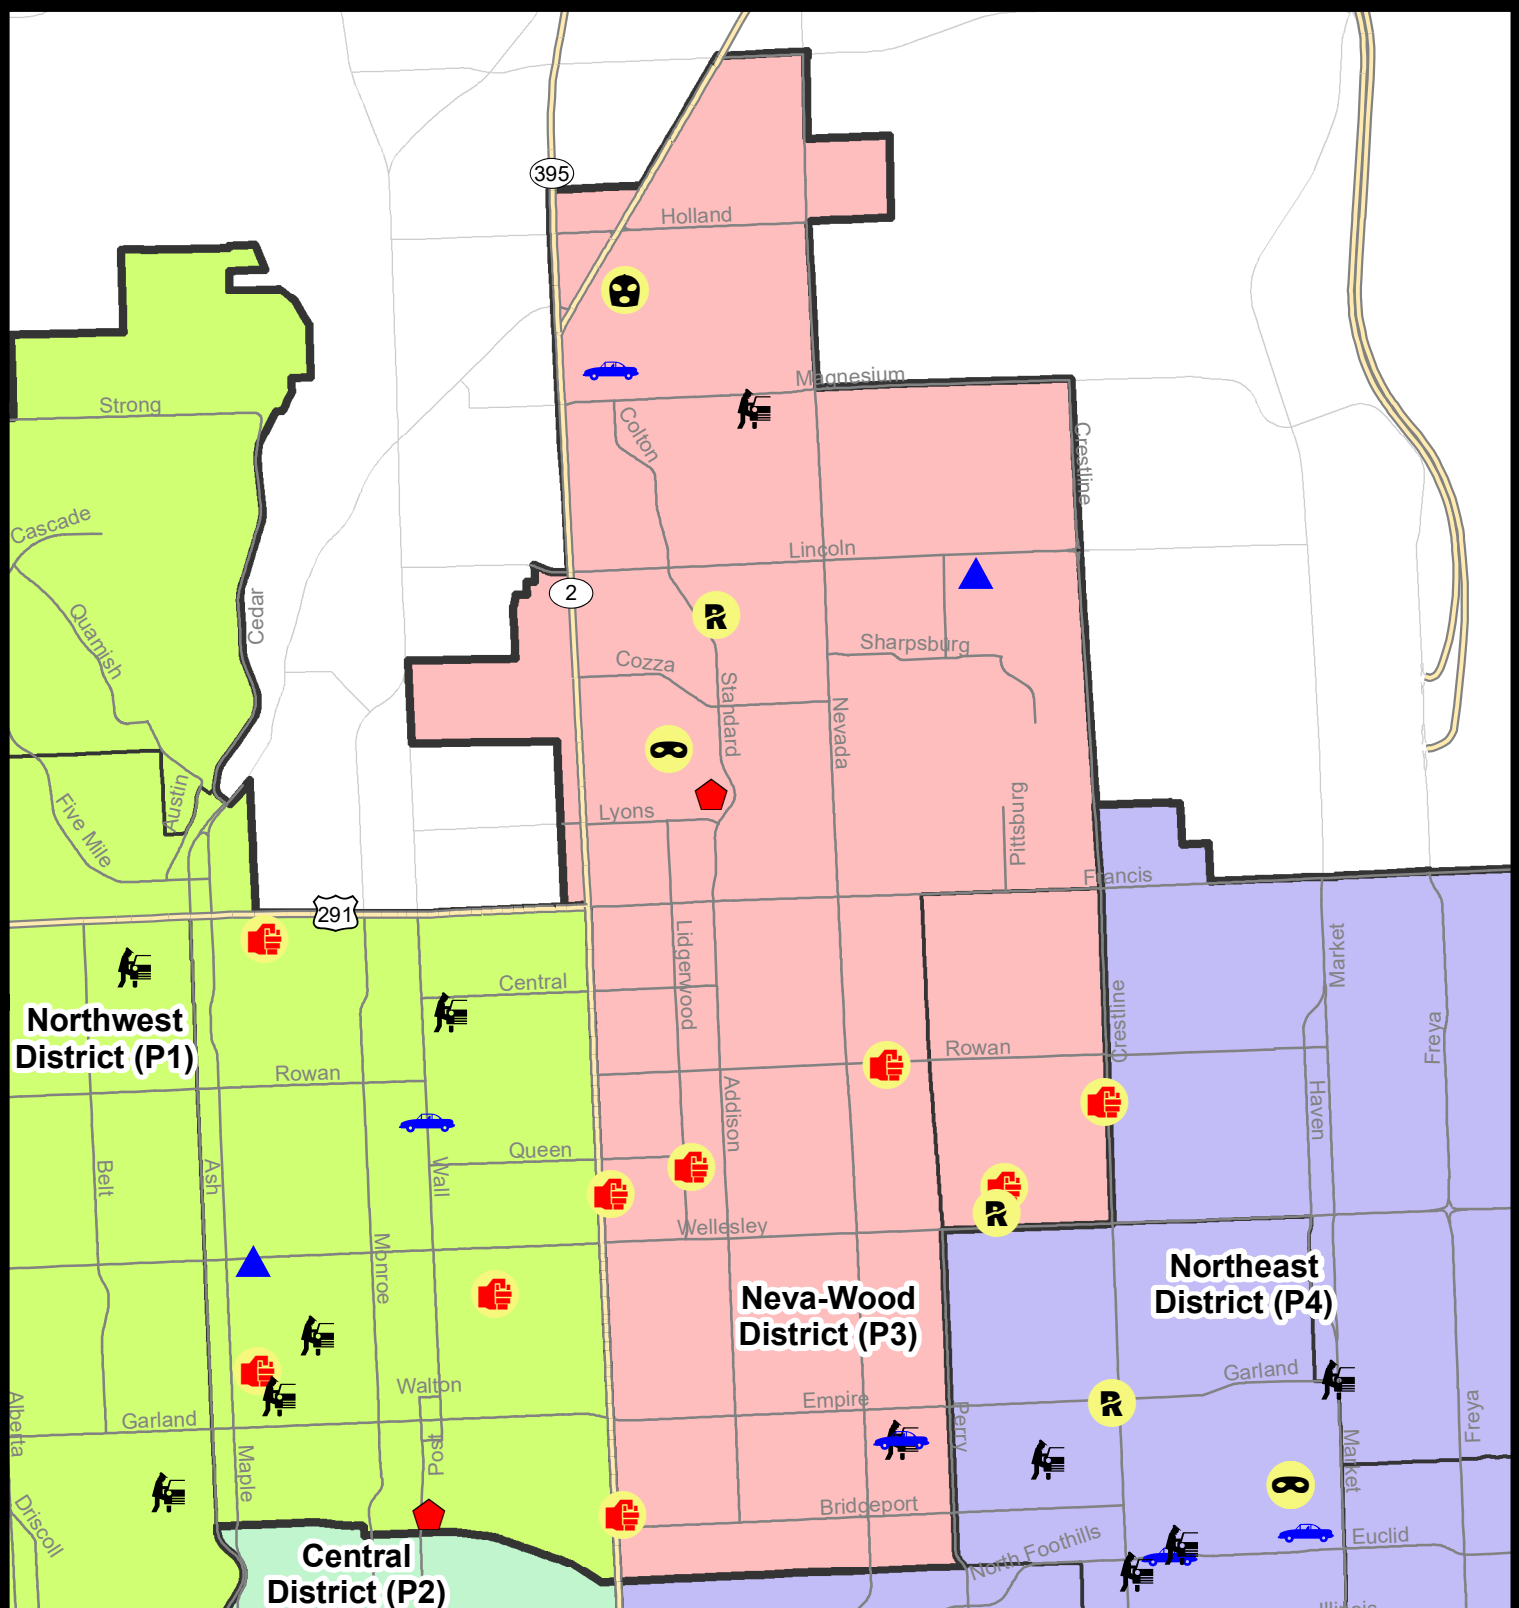 395
Holland
Magnesium
Strong
Colton
Crestline
Cascade
Lincoln
2
Cedar
Quamish
Sharpsburg
Cozza
Standard
Nevada
Austin
Five Mile
Lyons
Pittsburg
Francis
291
Lidgerwood
Market
Central
Crestline
Northwest
District (P1)
Freya
Rowan
Rowan
Addison
Haven
Queen
Belt
Ash
Wall
Wellesley
Monroe
Northeast
District (P4)
Neva-Wood
District (P3)
Garland
Walton
Empire
Alberta
Garland
Perry
Freya
Post
Market
Maple
Bridgeport
Driscoll
North Foothills
Euclid
Central
District (P2)
Illinois